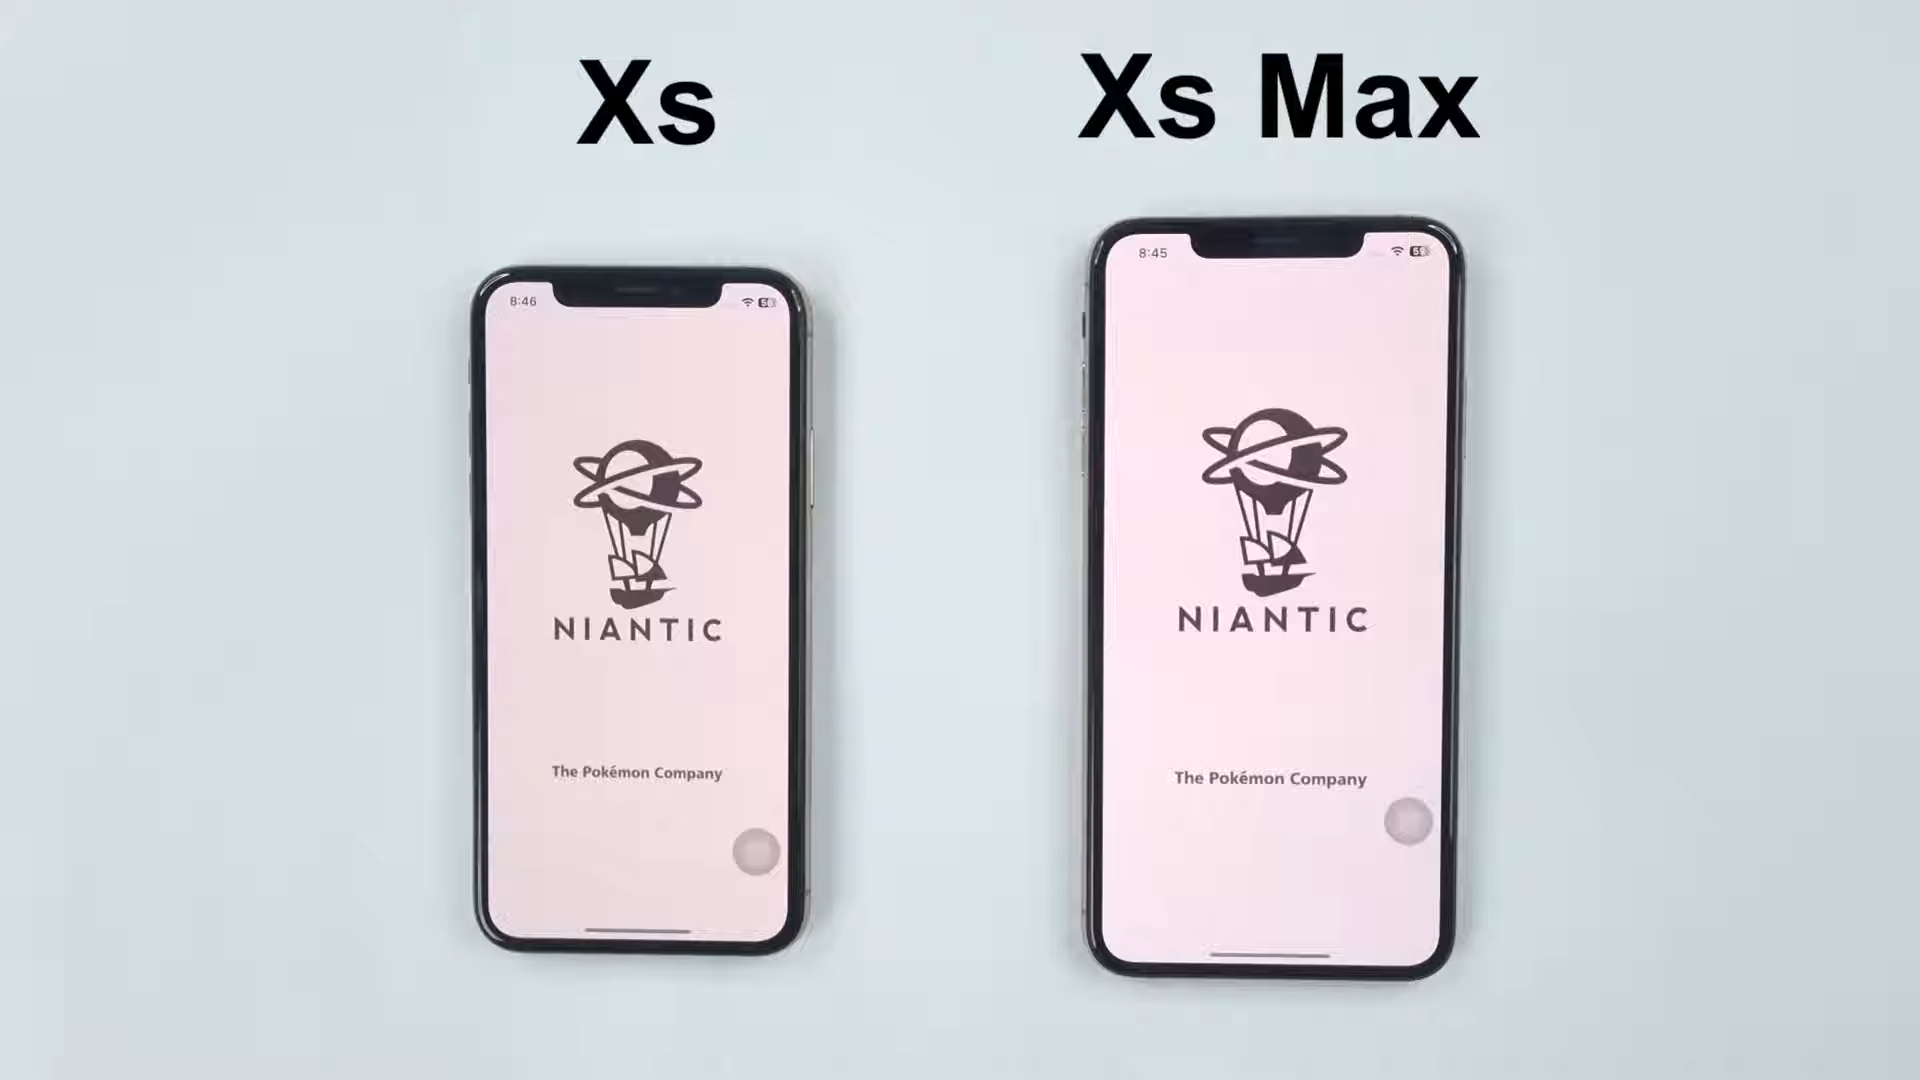 Xs
Xs Max
8:46
8:45
NIANTIC
NIANTIC
The Pokémon Company
The Pokémon Company